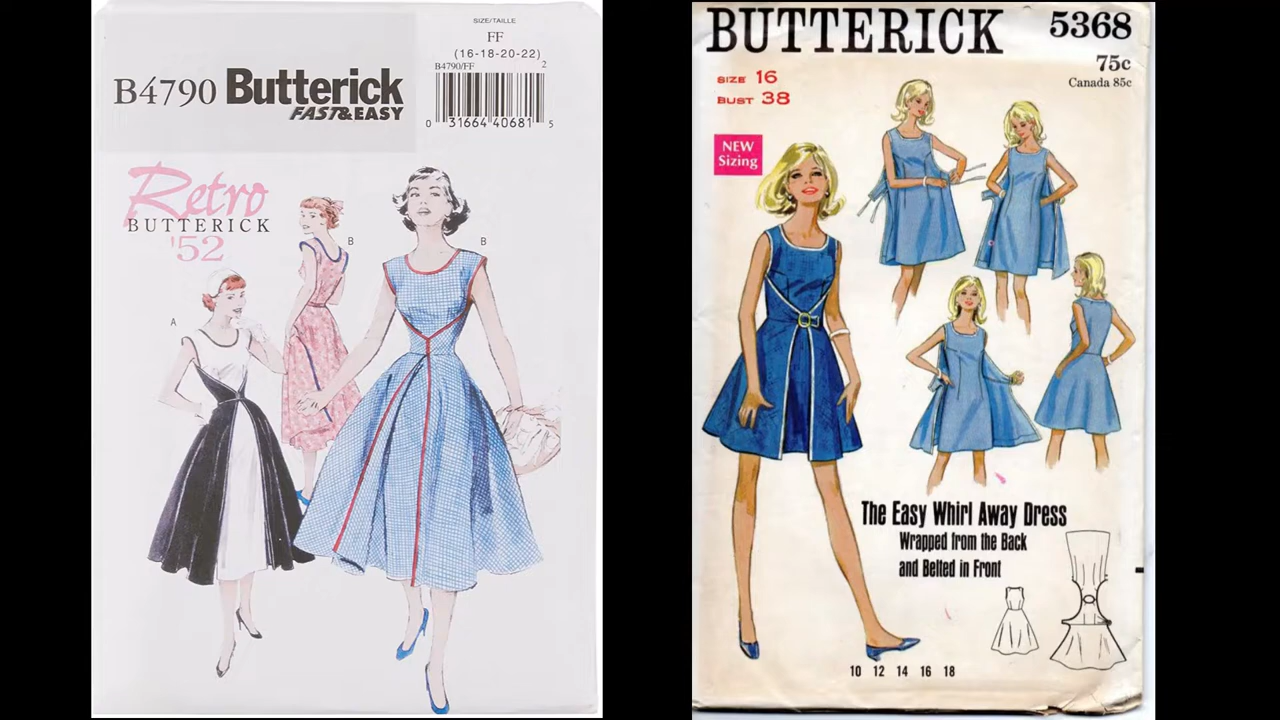 SIZE/TAILLE
FF
(16-18-20-22)
B4790/FF 2
B4790 Butterick
FAST&EASY
0 31664 40681 5
Retro
BUTTERICK
'52
B
B
A
BUTTERICK 5368
75c
Canada 85c
SIZE 16
BUST 38
NEW
Sizing
The Easy Whirl Away Dress
Wrapped from the Back
and Belted in Front
10 12 14 16 18